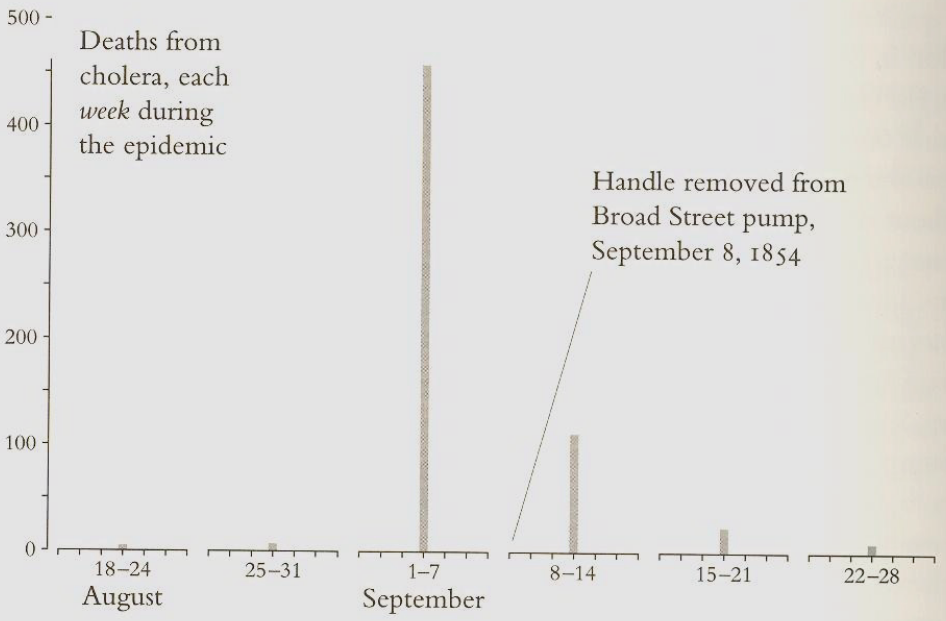 500
Deaths from
cholera, each
week during
the epidemic
400
Handle removed from
Broad Street pump,
September 8, 1854
300
200
100
0
18–24
25–31
1–7
8–14
15–21
22–28
August
September